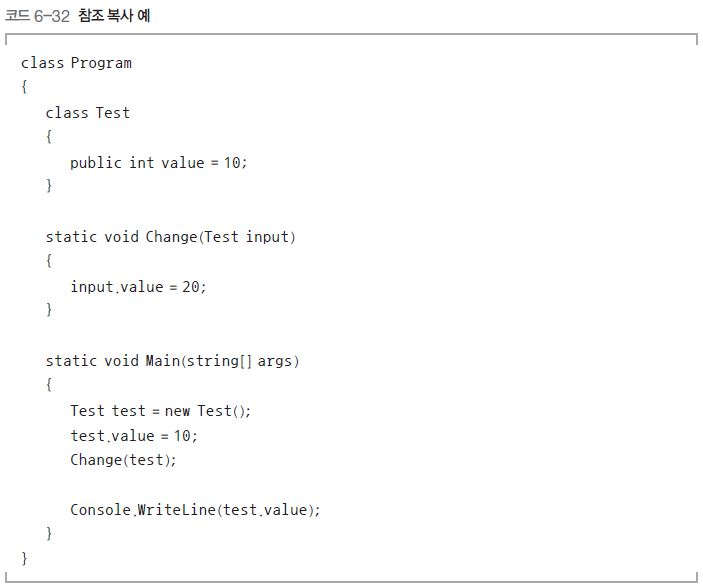 코드 6-32 참조 복사 예
class Program
{
class Test
{
public int value = 10;
}
static void Change(Test input)
{
input.value = 20;
}
static void Main(string[] args)
{
Test test = new Test();
test.value = 10;
Change(test);
Console.WriteLine(test.value);
}
}